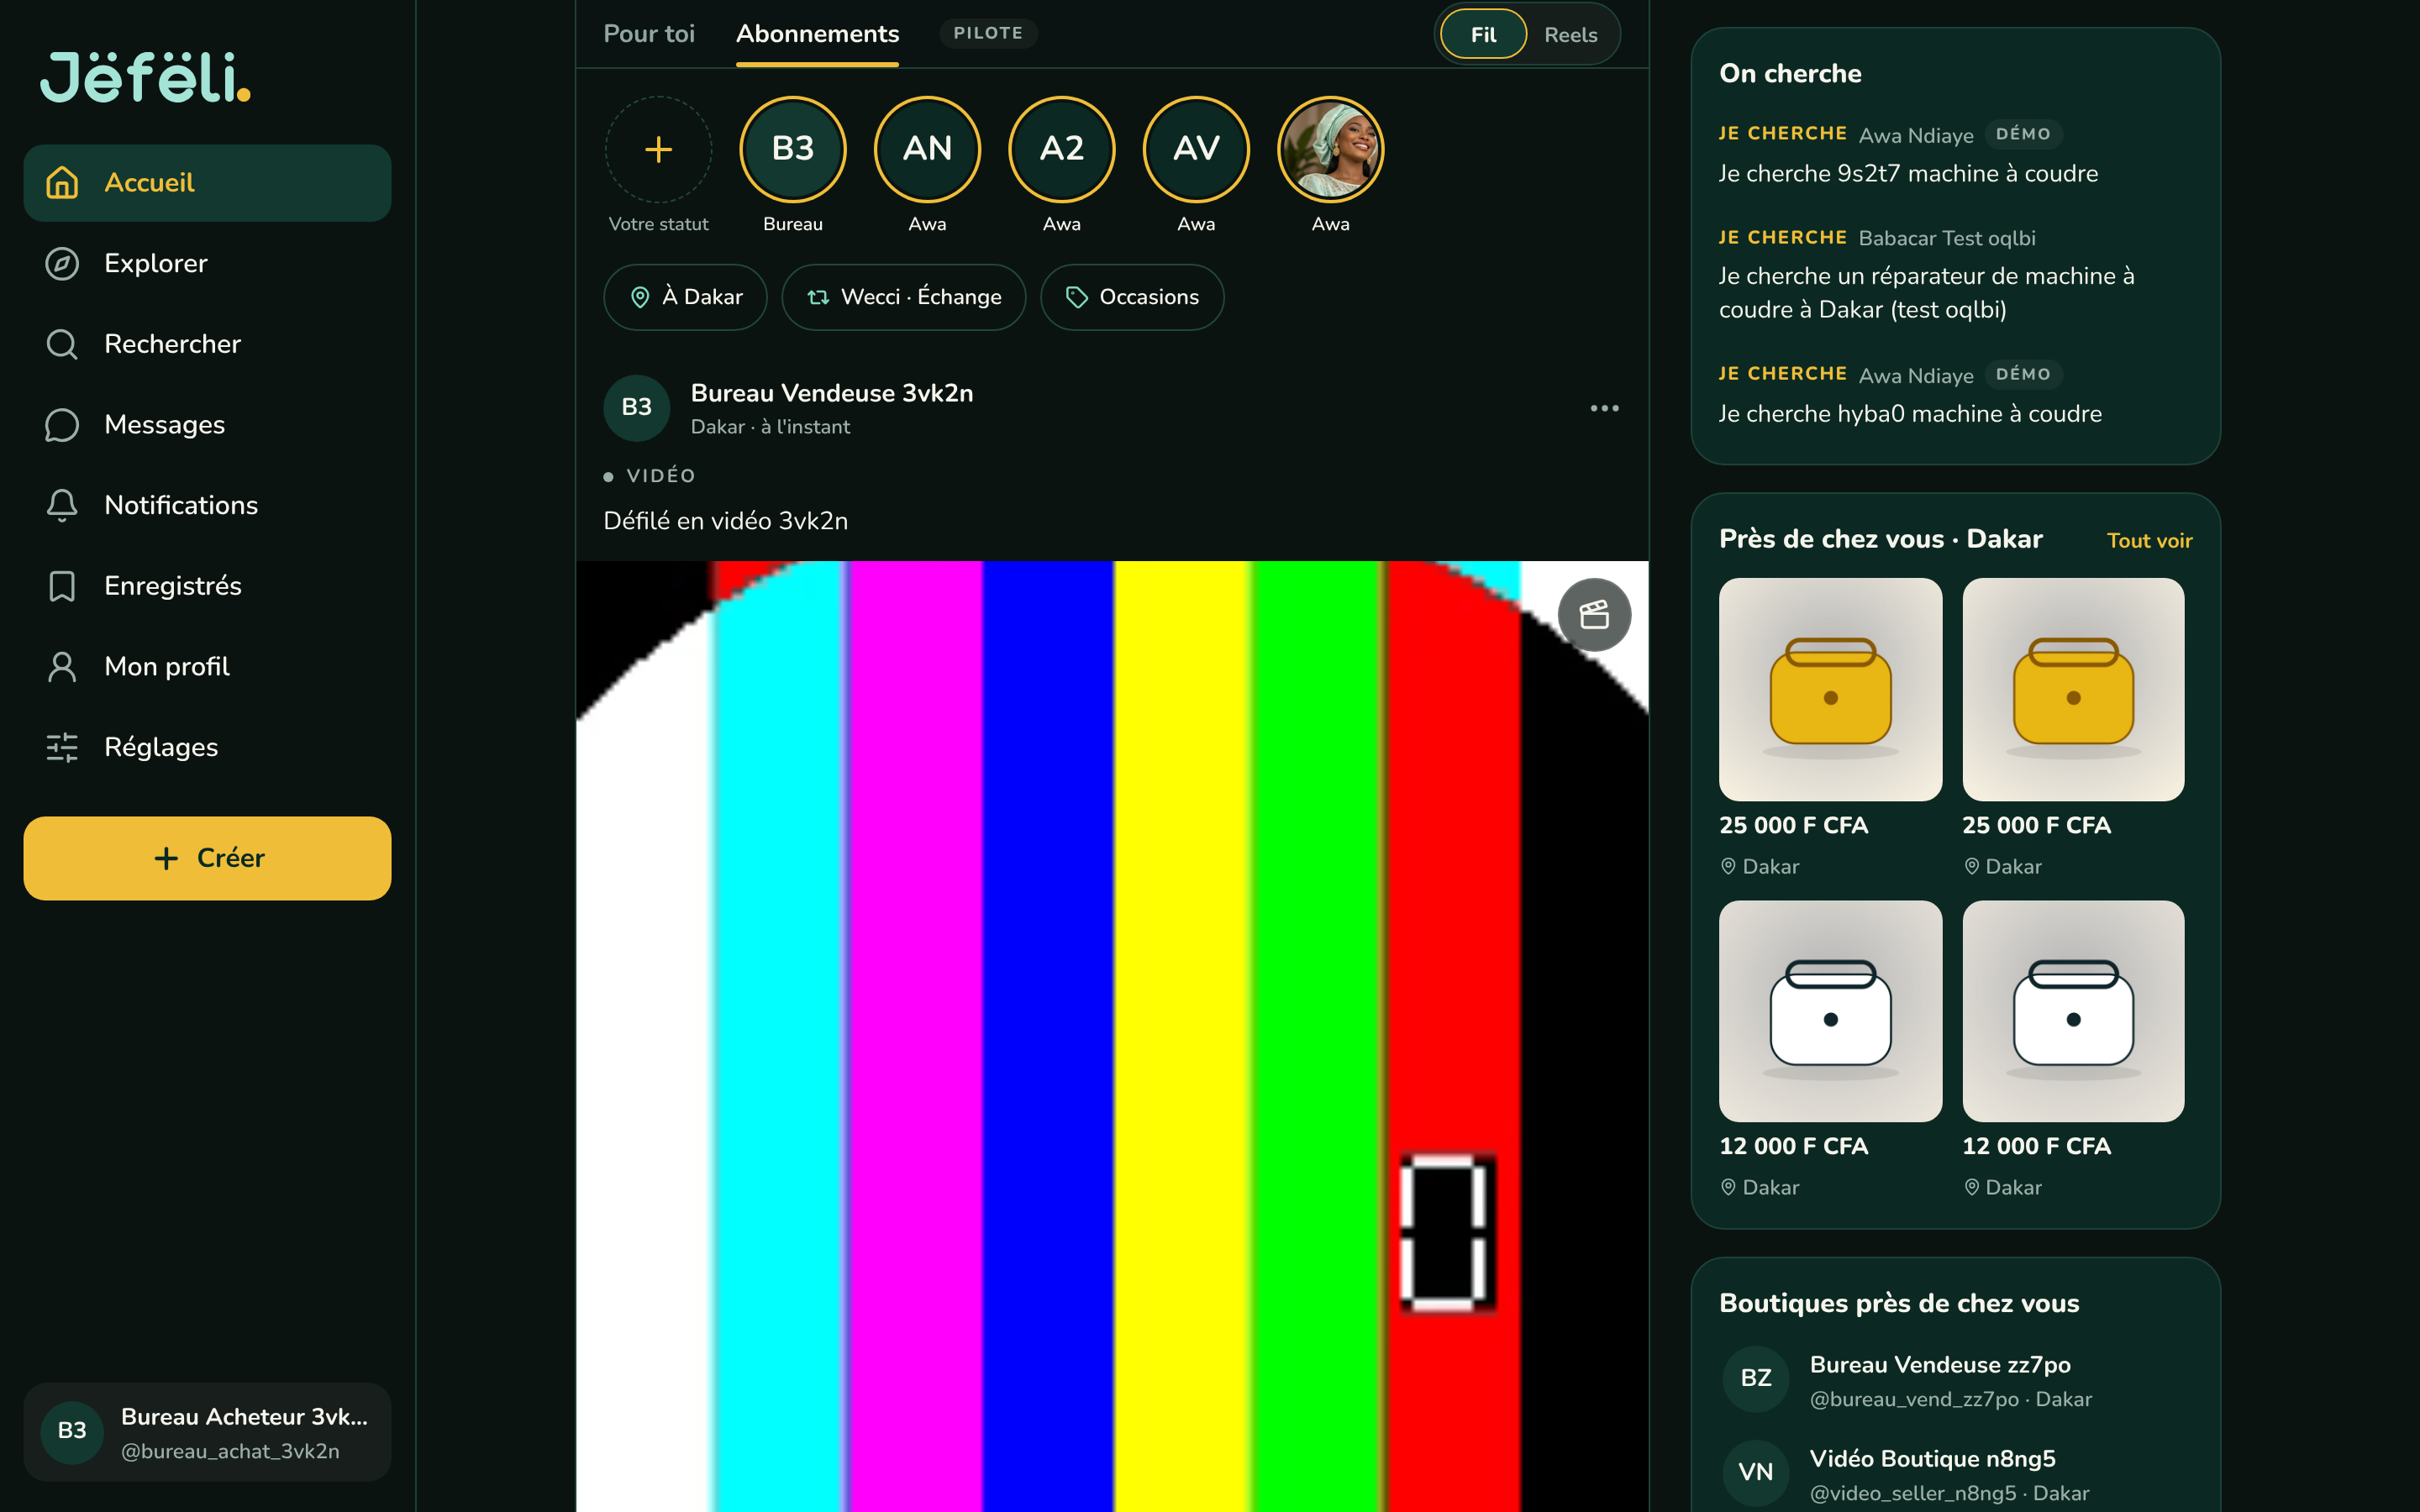 Jëfëli.
Accueil
Explorer
Rechercher
Messages
Notifications
Enregistrés
Mon profil
Réglages
+ Créer
B3
Bureau Acheteur 3vk...
@bureau_achat_3vk2n
Pour toi
Abonnements
PILOTE
Fil
Reels
Votre statut
B3
Bureau
AN
Awa
A2
Awa
AV
Awa
Awa
À Dakar
Wecci · Échange
Occasions
B3
Bureau Vendeuse 3vk2n
Dakar · à l'instant
VIDÉO
Défilé en vidéo 3vk2n
0
On cherche
JE CHERCHE Awa Ndiaye DÉMO
Je cherche 9s2t7 machine à coudre
JE CHERCHE Babacar Test oqlbi
Je cherche un réparateur de machine à
coudre à Dakar (test oqlbi)
JE CHERCHE Awa Ndiaye DÉMO
Je cherche hyba0 machine à coudre
Près de chez vous · Dakar
Tout voir
25 000 F CFA
Dakar
25 000 F CFA
Dakar
12 000 F CFA
Dakar
12 000 F CFA
Dakar
Boutiques près de chez vous
BZ
Bureau Vendeuse zz7po
@bureau_vend_zz7po · Dakar
VN
Vidéo Boutique n8ng5
@video_seller_n8ng5 · Dakar